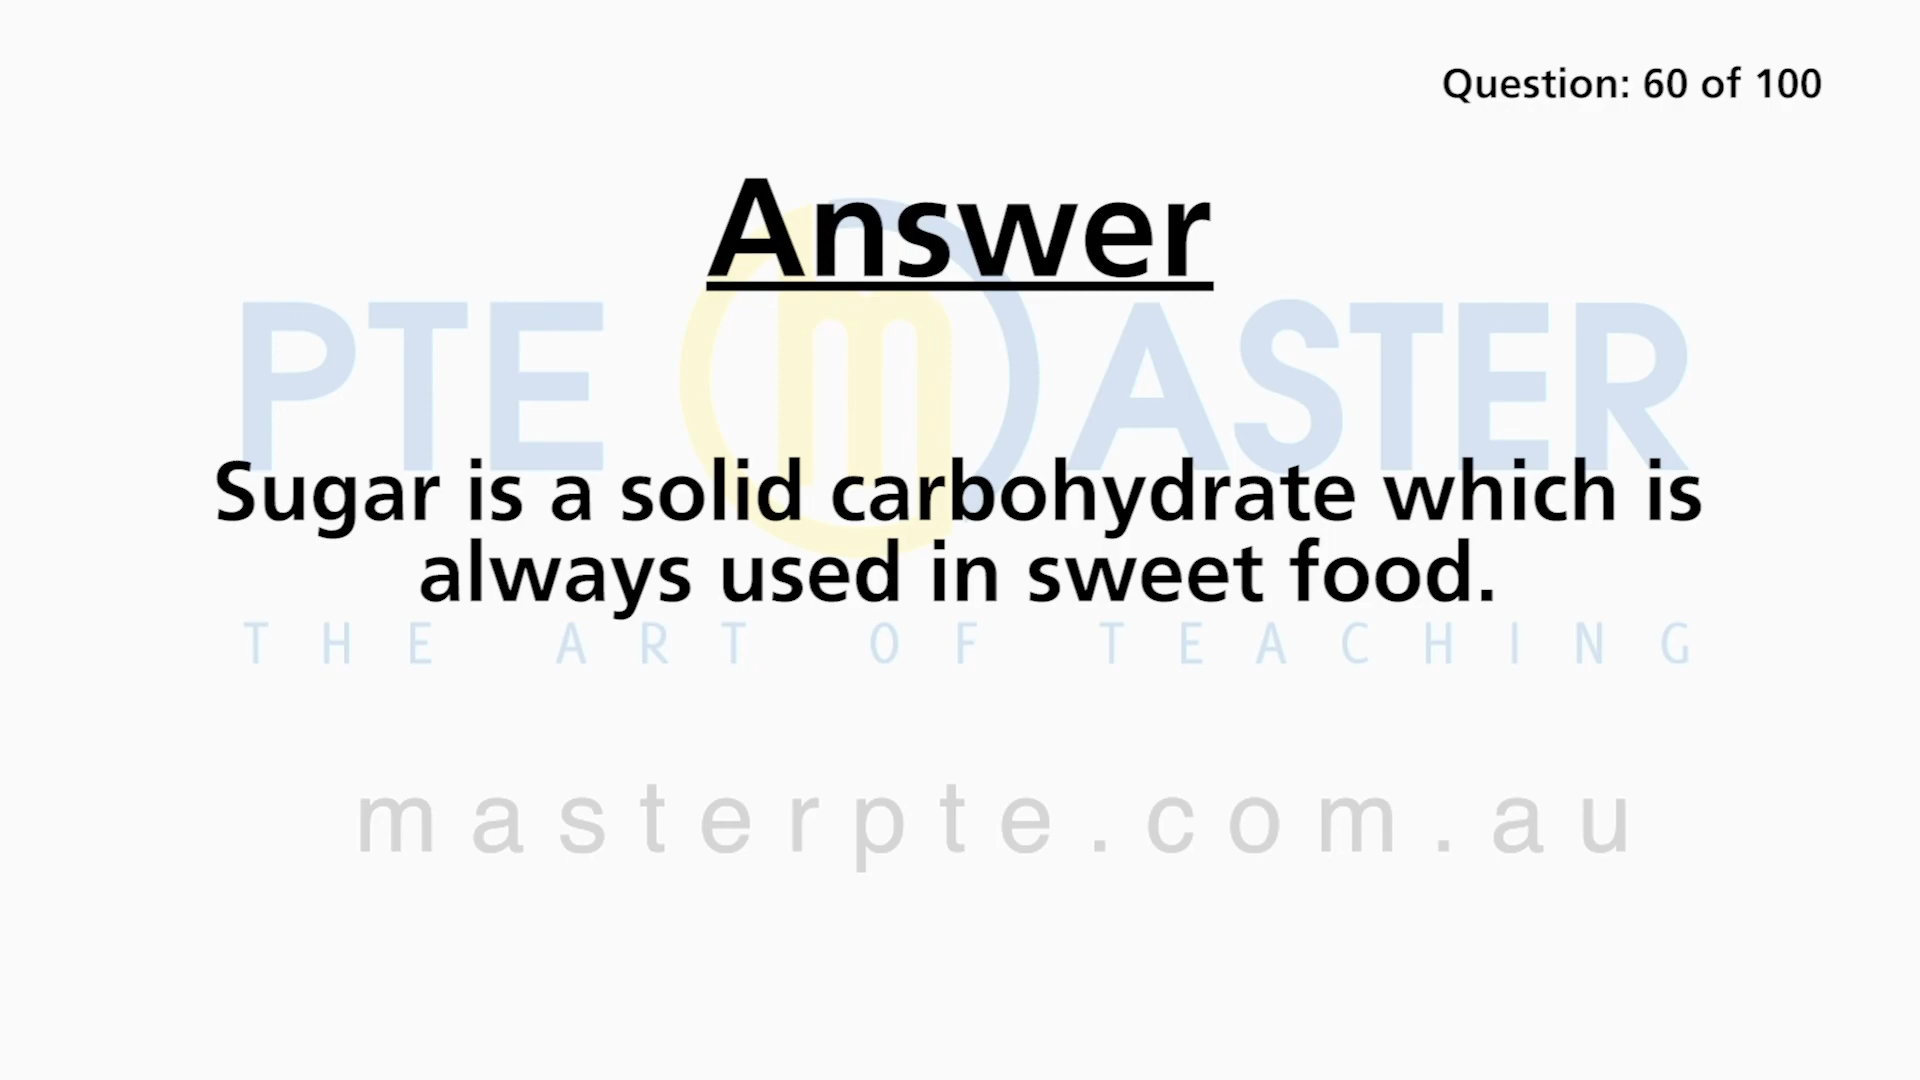 Question: 60 of 100
Answer
PTE MASTER
Sugar is a solid carbohydrate which is
always used in sweet food.
THE ART OF TEACHING
masterpte.com.au